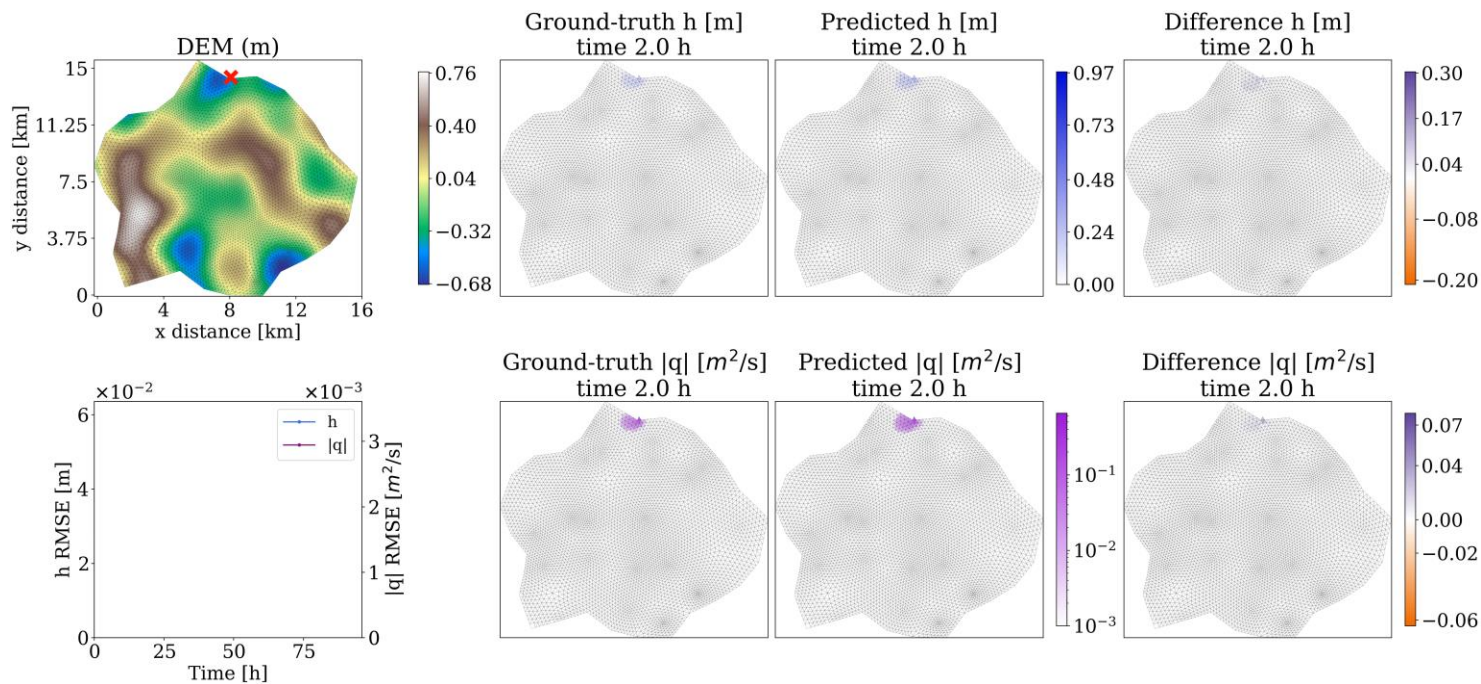 DEM (m)
15
11.25
7.5
3.75
0
y distance [km]
0
4
8
12
16
x distance [km]
0.76
0.40
0.04
−0.32
−0.68
Ground-truth h [m]
time 2.0 h
Predicted h [m]
time 2.0 h
0.97
0.73
0.48
0.24
0.00
Difference h [m]
time 2.0 h
0.30
0.17
0.04
−0.08
−0.20
×10⁻²
×10⁻³
6
4
2
0
h RMSE [m]
h
|q|
3
2
1
0
|q| RMSE [m²/s]
0
25
50
75
Time [h]
Ground-truth |q| [m²/s]
time 2.0 h
Predicted |q| [m²/s]
time 2.0 h
10⁻¹
10⁻²
10⁻³
Difference |q| [m²/s]
time 2.0 h
0.07
0.04
0.00
−0.02
−0.06